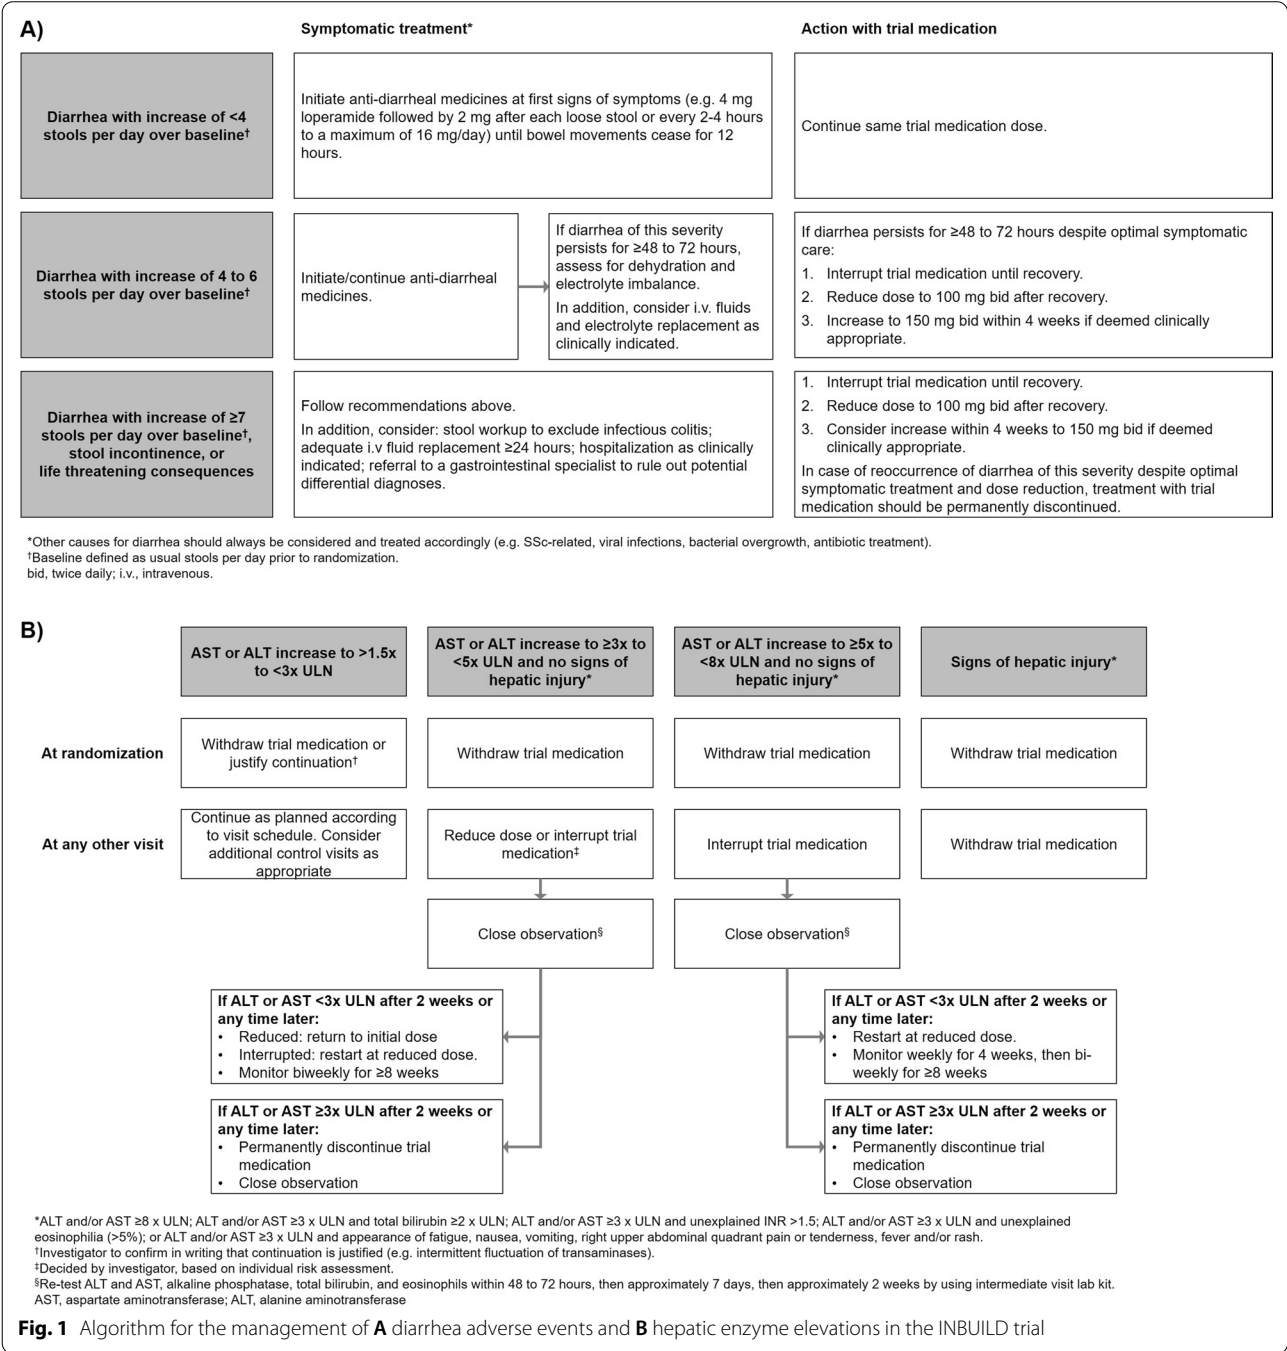 A)
Symptomatic treatment*
Action with trial medication
Diarrhea with increase of <4
stools per day over baseline†
Initiate anti-diarrheal medicines at first signs of symptoms (e.g. 4 mg
loperamide followed by 2 mg after each loose stool or every 2-4 hours
to a maximum of 16 mg/day) until bowel movements cease for 12
hours.
Continue same trial medication dose.
Diarrhea with increase of 4 to 6
stools per day over baseline†
Initiate/continue anti-diarrheal
medicines.
If diarrhea of this severity
persists for ≥48 to 72 hours,
assess for dehydration and
electrolyte imbalance.
In addition, consider i.v. fluids
and electrolyte replacement as
clinically indicated.
If diarrhea persists for ≥48 to 72 hours despite optimal symptomatic
care:
1. Interrupt trial medication until recovery.
2. Reduce dose to 100 mg bid after recovery.
3. Increase to 150 mg bid within 4 weeks if deemed clinically
appropriate.
Diarrhea with increase of ≥7
stools per day over baseline†,
stool incontinence, or
life threatening consequences
Follow recommendations above.
In addition, consider: stool workup to exclude infectious colitis;
adequate i.v fluid replacement ≥24 hours; hospitalization as clinically
indicated; referral to a gastrointestinal specialist to rule out potential
differential diagnoses.
1. Interrupt trial medication until recovery.
2. Reduce dose to 100 mg bid after recovery.
3. Consider increase within 4 weeks to 150 mg bid if deemed
clinically appropriate.
In case of reoccurrence of diarrhea of this severity despite optimal
symptomatic treatment and dose reduction, treatment with trial
medication should be permanently discontinued.
*Other causes for diarrhea should always be considered and treated accordingly (e.g. SSc-related, viral infections, bacterial overgrowth, antibiotic treatment).
†Baseline defined as usual stools per day prior to randomization.
bid, twice daily; i.v., intravenous.
B)
AST or ALT increase to >1.5x
to <3x ULN
AST or ALT increase to ≥3x to
<5x ULN and no signs of
hepatic injury*
AST or ALT increase to ≥5x to
<8x ULN and no signs of
hepatic injury*
Signs of hepatic injury*
At randomization
Withdraw trial medication or
justify continuation†
Withdraw trial medication
Withdraw trial medication
Withdraw trial medication
At any other visit
Continue as planned according
to visit schedule. Consider
additional control visits as
appropriate
Reduce dose or interrupt trial
medication‡
Interrupt trial medication
Withdraw trial medication
Close observation§
Close observation§
If ALT or AST <3x ULN after 2 weeks or
any time later:
• Reduced: return to initial dose
• Interrupted: restart at reduced dose.
• Monitor biweekly for ≥8 weeks
If ALT or AST <3x ULN after 2 weeks or
any time later:
• Restart at reduced dose.
• Monitor weekly for 4 weeks, then bi-
weekly for ≥8 weeks
If ALT or AST ≥3x ULN after 2 weeks or
any time later:
• Permanently discontinue trial
medication
• Close observation
If ALT or AST ≥3x ULN after 2 weeks or
any time later:
• Permanently discontinue trial
medication
• Close observation
*ALT and/or AST ≥8 x ULN; ALT and/or AST ≥3 x ULN and total bilirubin ≥2 x ULN; ALT and/or AST ≥3 x ULN and unexplained INR >1.5; ALT and/or AST ≥3 x ULN and unexplained
eosinophilia (>5%); or ALT and/or AST ≥3 x ULN and appearance of fatigue, nausea, vomiting, right upper abdominal quadrant pain or tenderness, fever and/or rash.
†Investigator to confirm in writing that continuation is justified (e.g. intermittent fluctuation of transaminases).
‡Decided by investigator, based on individual risk assessment.
§Re-test ALT and AST, alkaline phosphatase, total bilirubin, and eosinophils within 48 to 72 hours, then approximately 7 days, then approximately 2 weeks by using intermediate visit lab kit.
AST, aspartate aminotransferase; ALT, alanine aminotransferase
Fig. 1 Algorithm for the management of A diarrhea adverse events and B hepatic enzyme elevations in the INBUILD trial